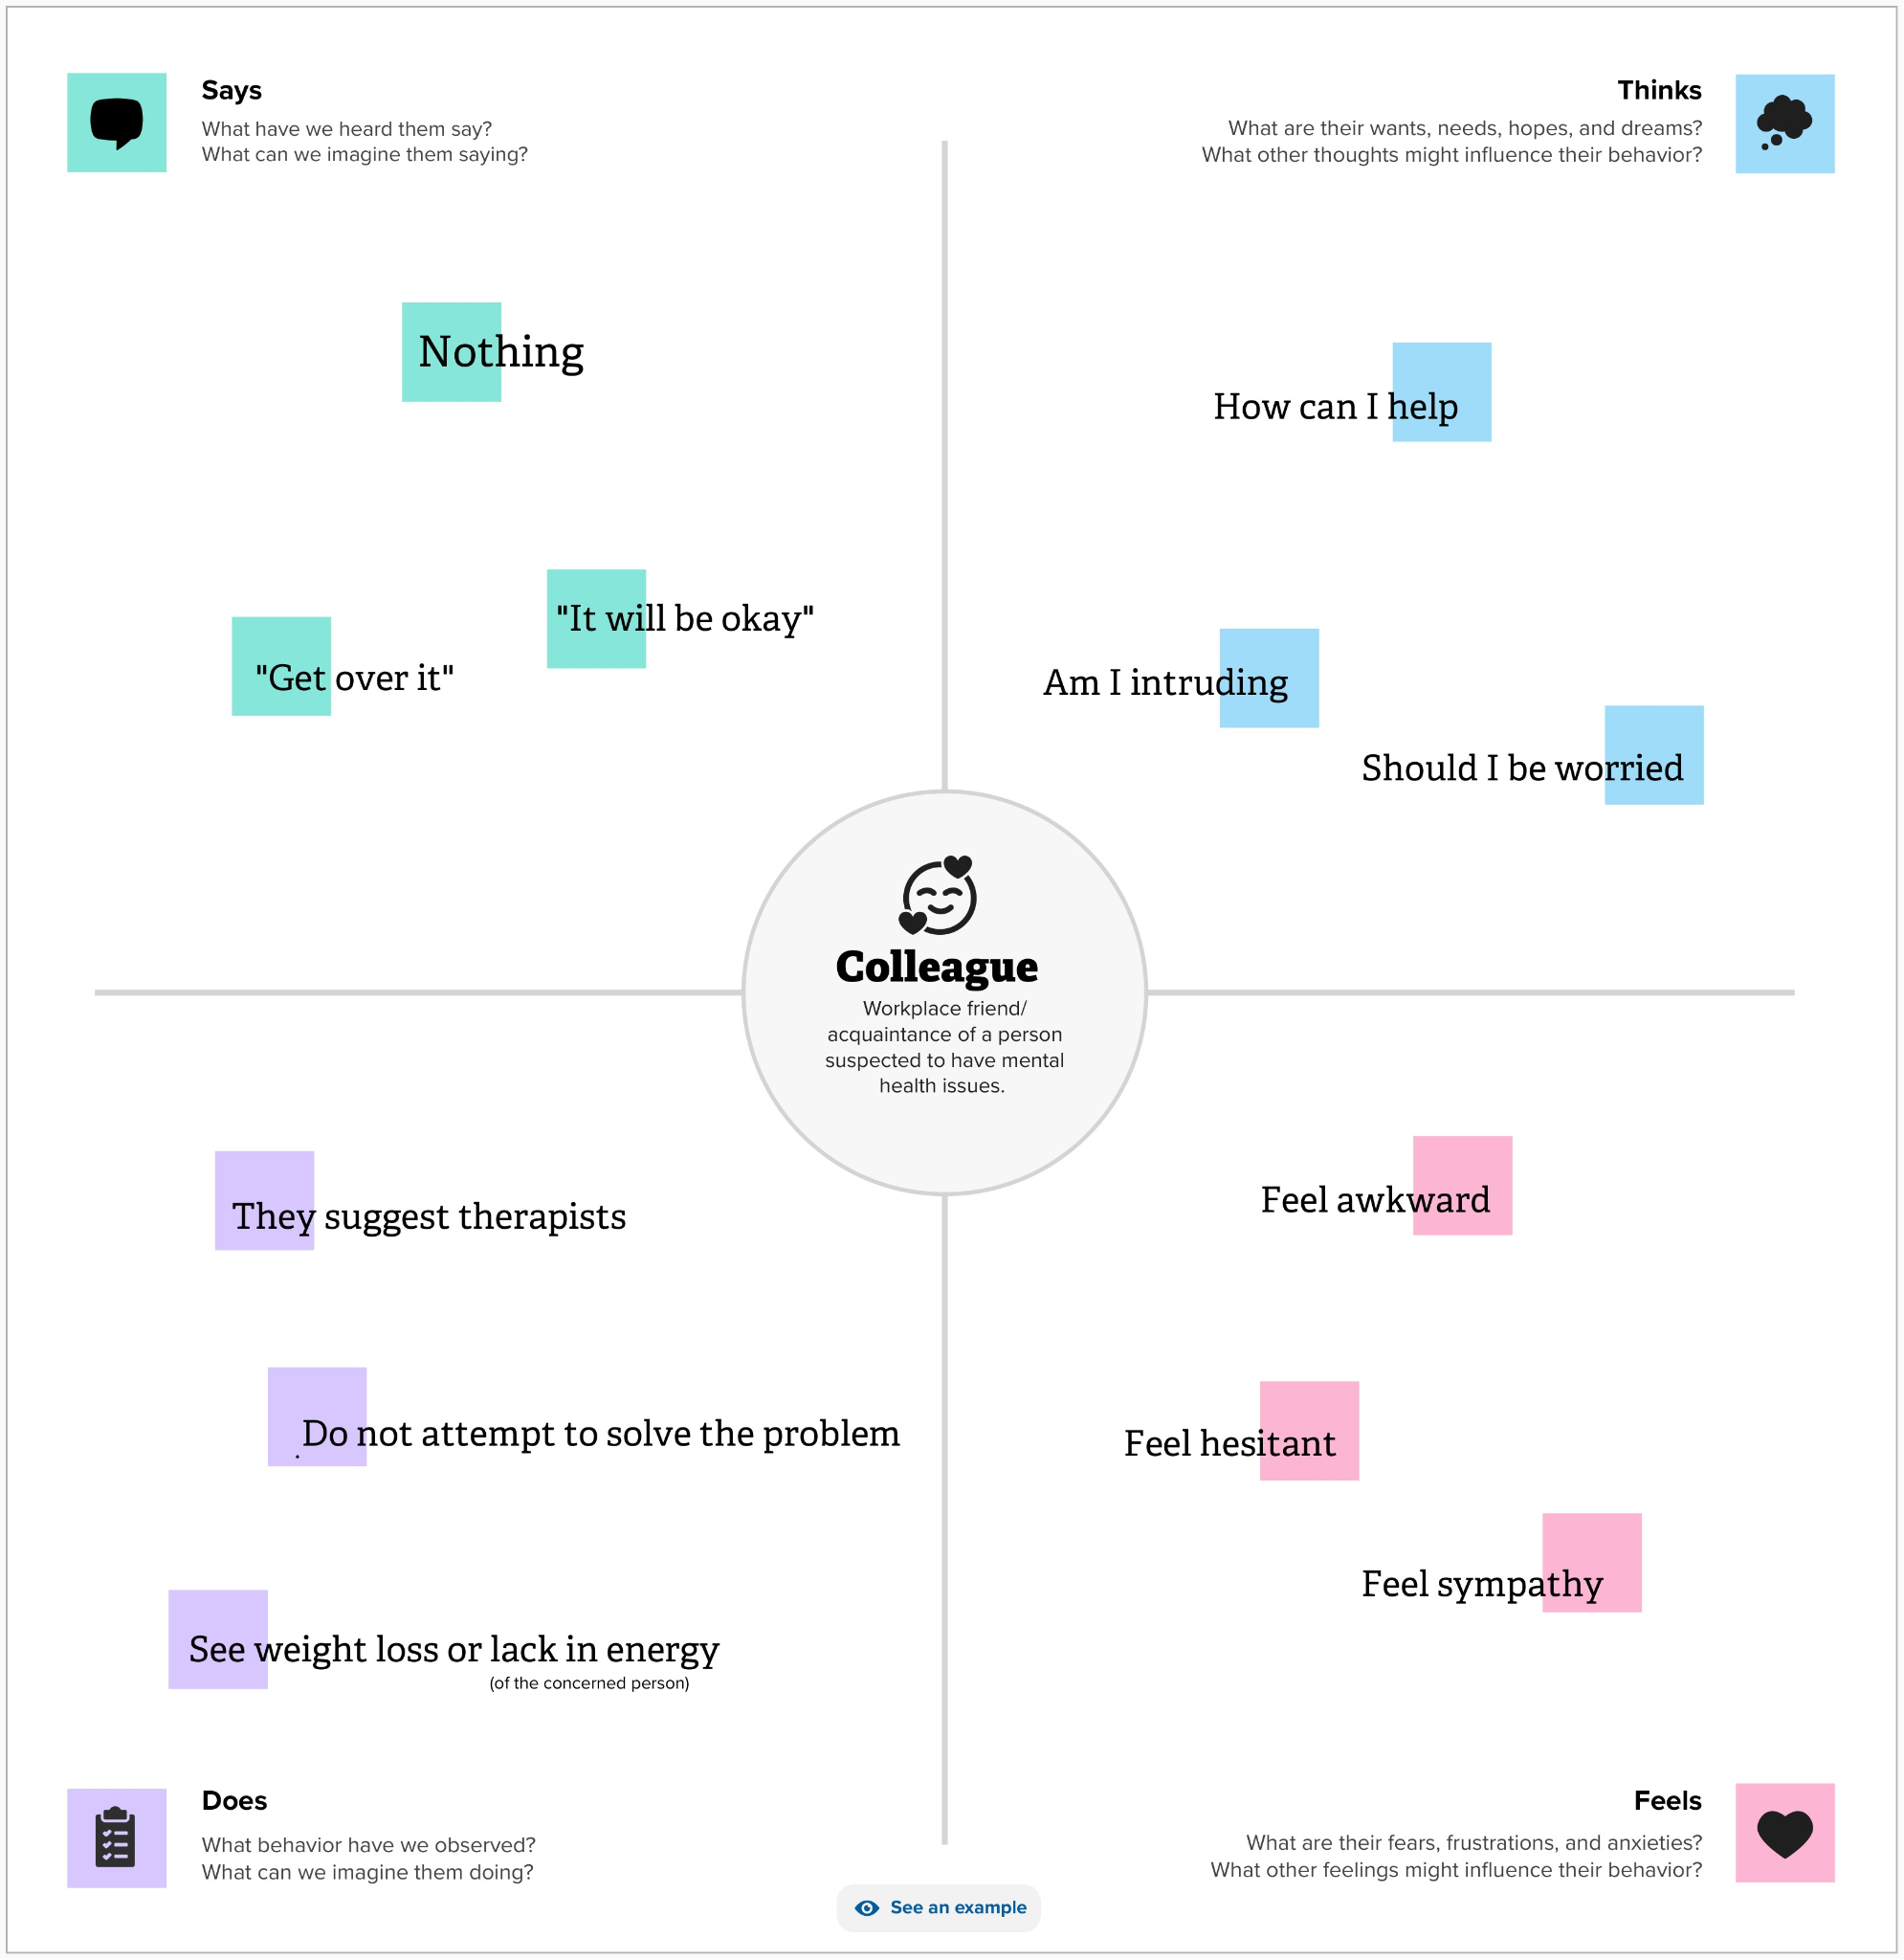 Says
What have we heard them say?
What can we imagine them saying?
Thinks
What are their wants, needs, hopes, and dreams?
What other thoughts might influence their behavior?
Nothing
"It will be okay"
"Get over it"
How can I help
Am I intruding
Should I be worried
Colleague
Workplace friend/
acquaintance of a person
suspected to have mental
health issues.
They suggest therapists
.Do not attempt to solve the problem
See weight loss or lack in energy
(of the concerned person)
Feel awkward
Feel hesitant
Feel sympathy
Does
What behavior have we observed?
What can we imagine them doing?
Feels
What are their fears, frustrations, and anxieties?
What other feelings might influence their behavior?
See an example